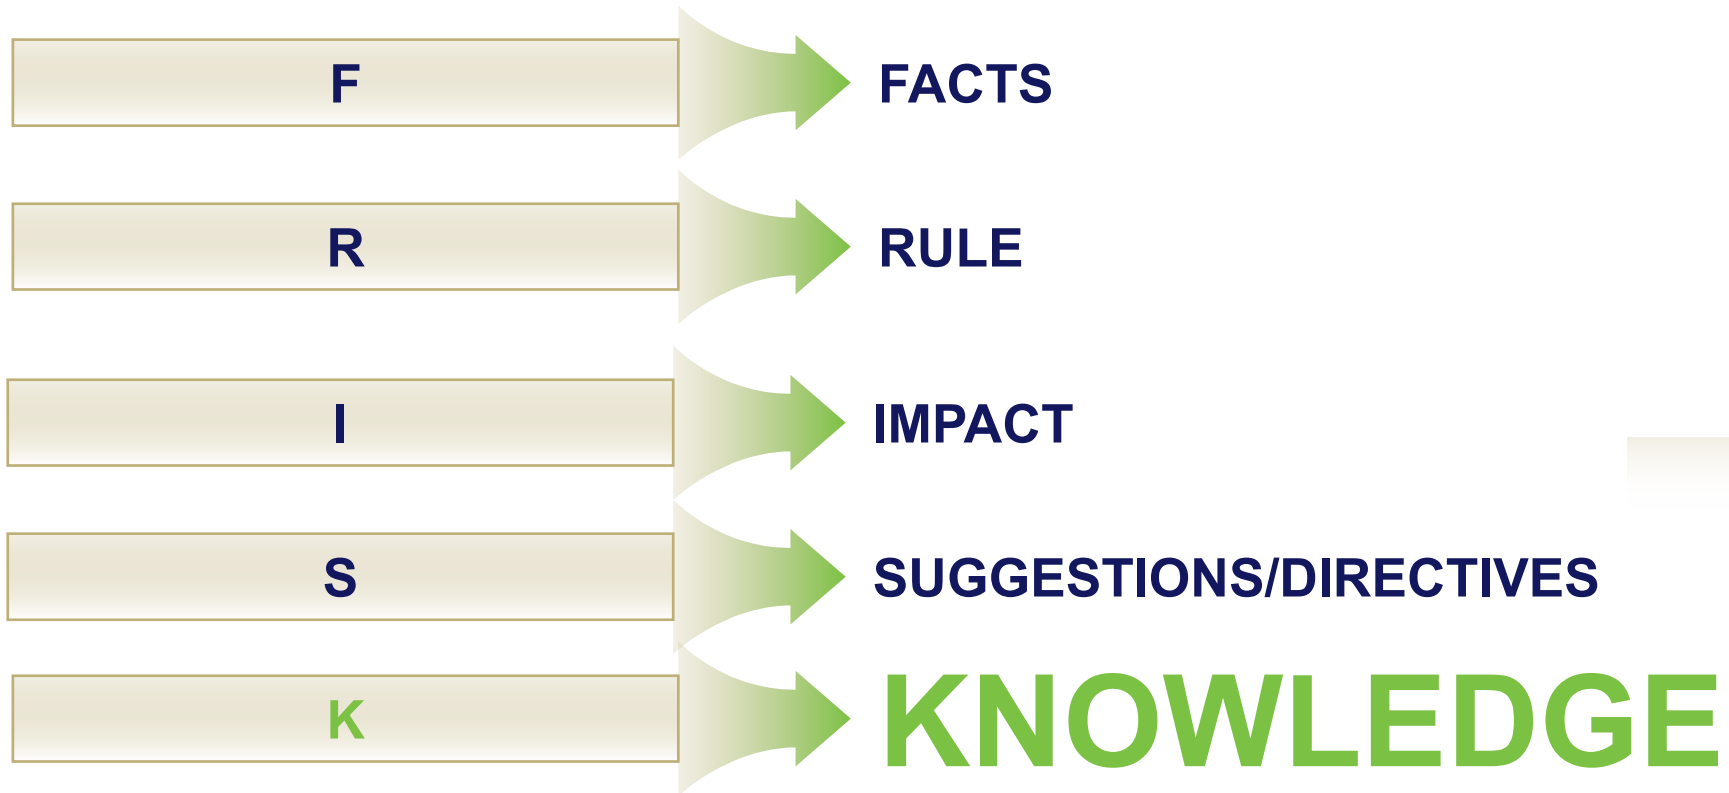 F FACTS
R RULE
I IMPACT
S SUGGESTIONS/DIRECTIVES
K KNOWLEDGE